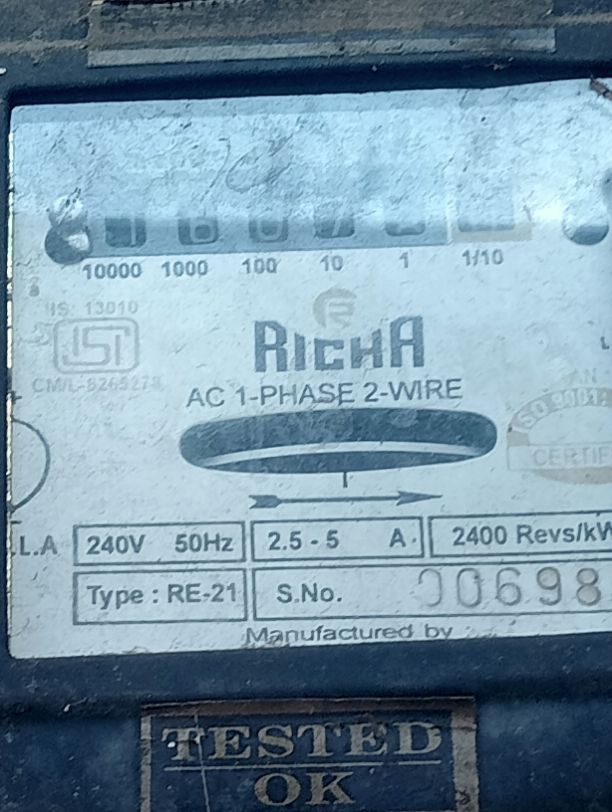 10000 1000 100 10 1 1/10
IS: 13010
RICHA
AC 1-PHASE 2-WIRE
CERTIF
L.A 240V 50Hz 2.5 - 5 A. 2400 Revs/kW
Type : RE-21 S.No. 00698
Manufactured by
TESTED
OK